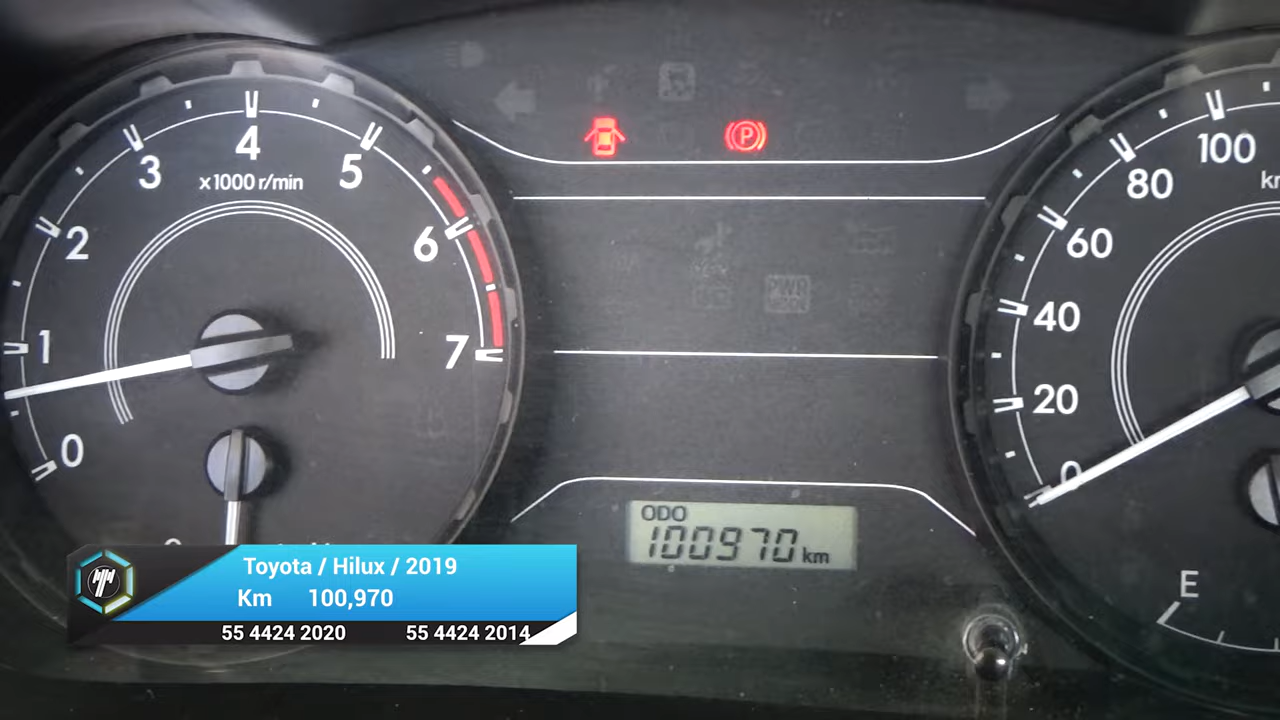 4
3
5
x1000 r/min
2
6
1
7
0
P
PWR
100
80
60
40
20
0
E
ODO
100970 km
Toyota / Hilux / 2019
Km 100,970
55 4424 2020 55 4424 2014